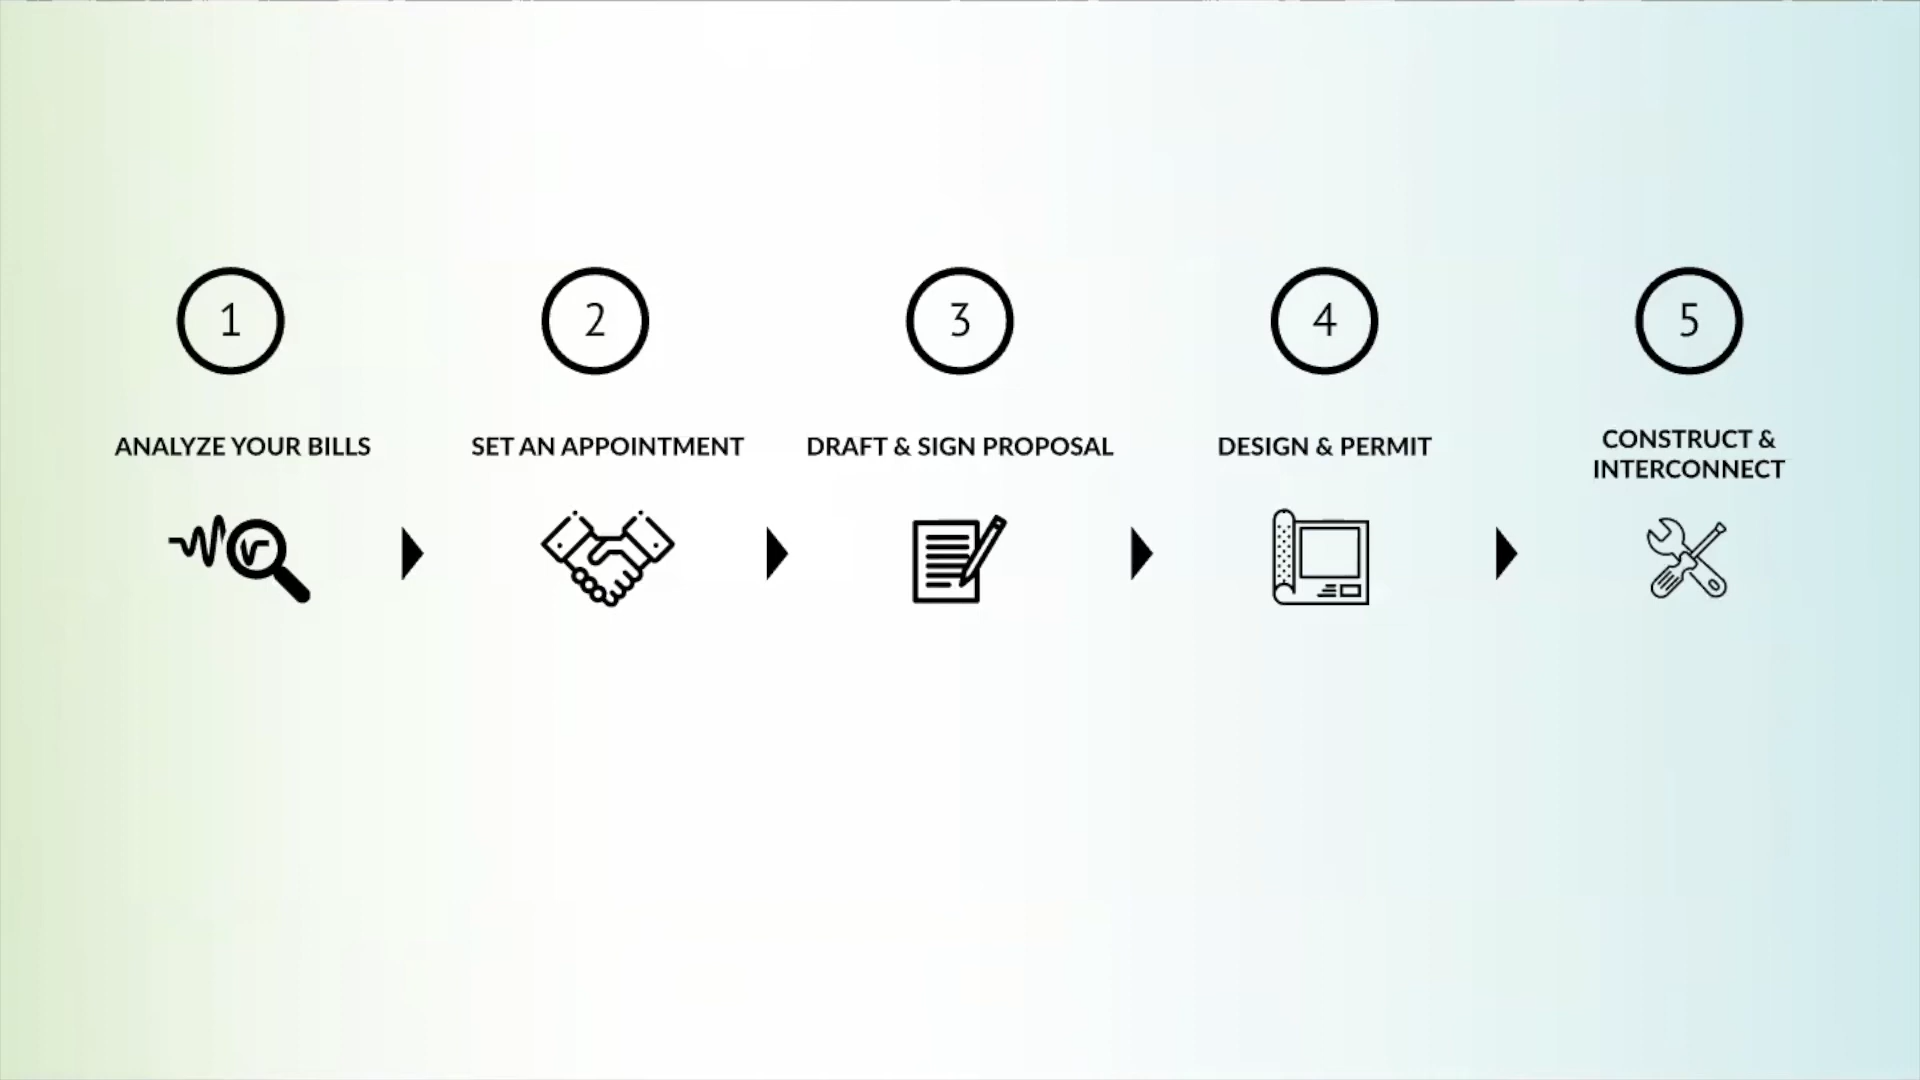 1
2
3
4
5
ANALYZE YOUR BILLS
SET AN APPOINTMENT
DRAFT & SIGN PROPOSAL
DESIGN & PERMIT
CONSTRUCT &
INTERCONNECT